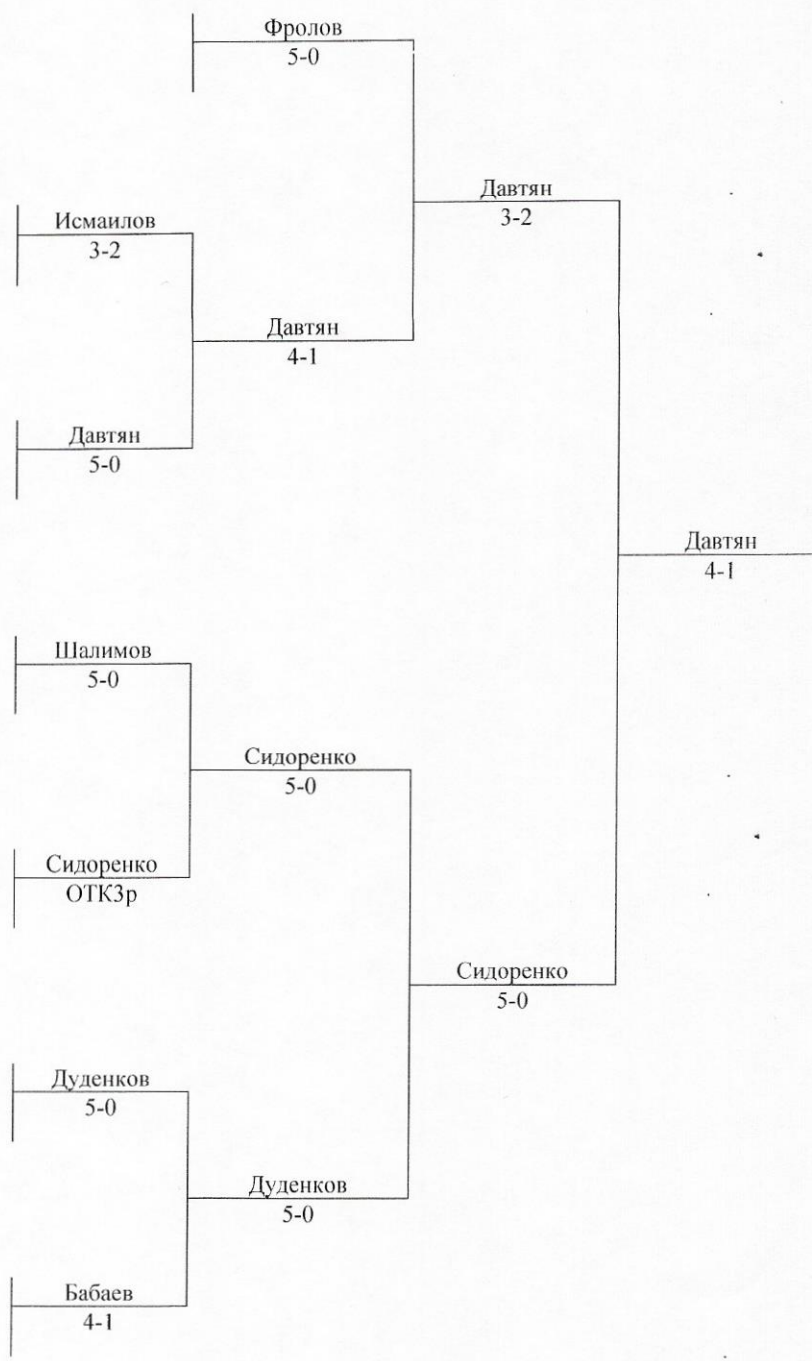 Фролов
5-0
Давтян
3-2
Исмаилов
3-2
Давтян
4-1
Давтян
5-0
Давтян
4-1
Шалимов
5-0
Сидоренко
5-0
Сидоренко
ОТКЗр
Сидоренко
5-0
Дуденков
5-0
Дуденков
5-0
Бабаев
4-1